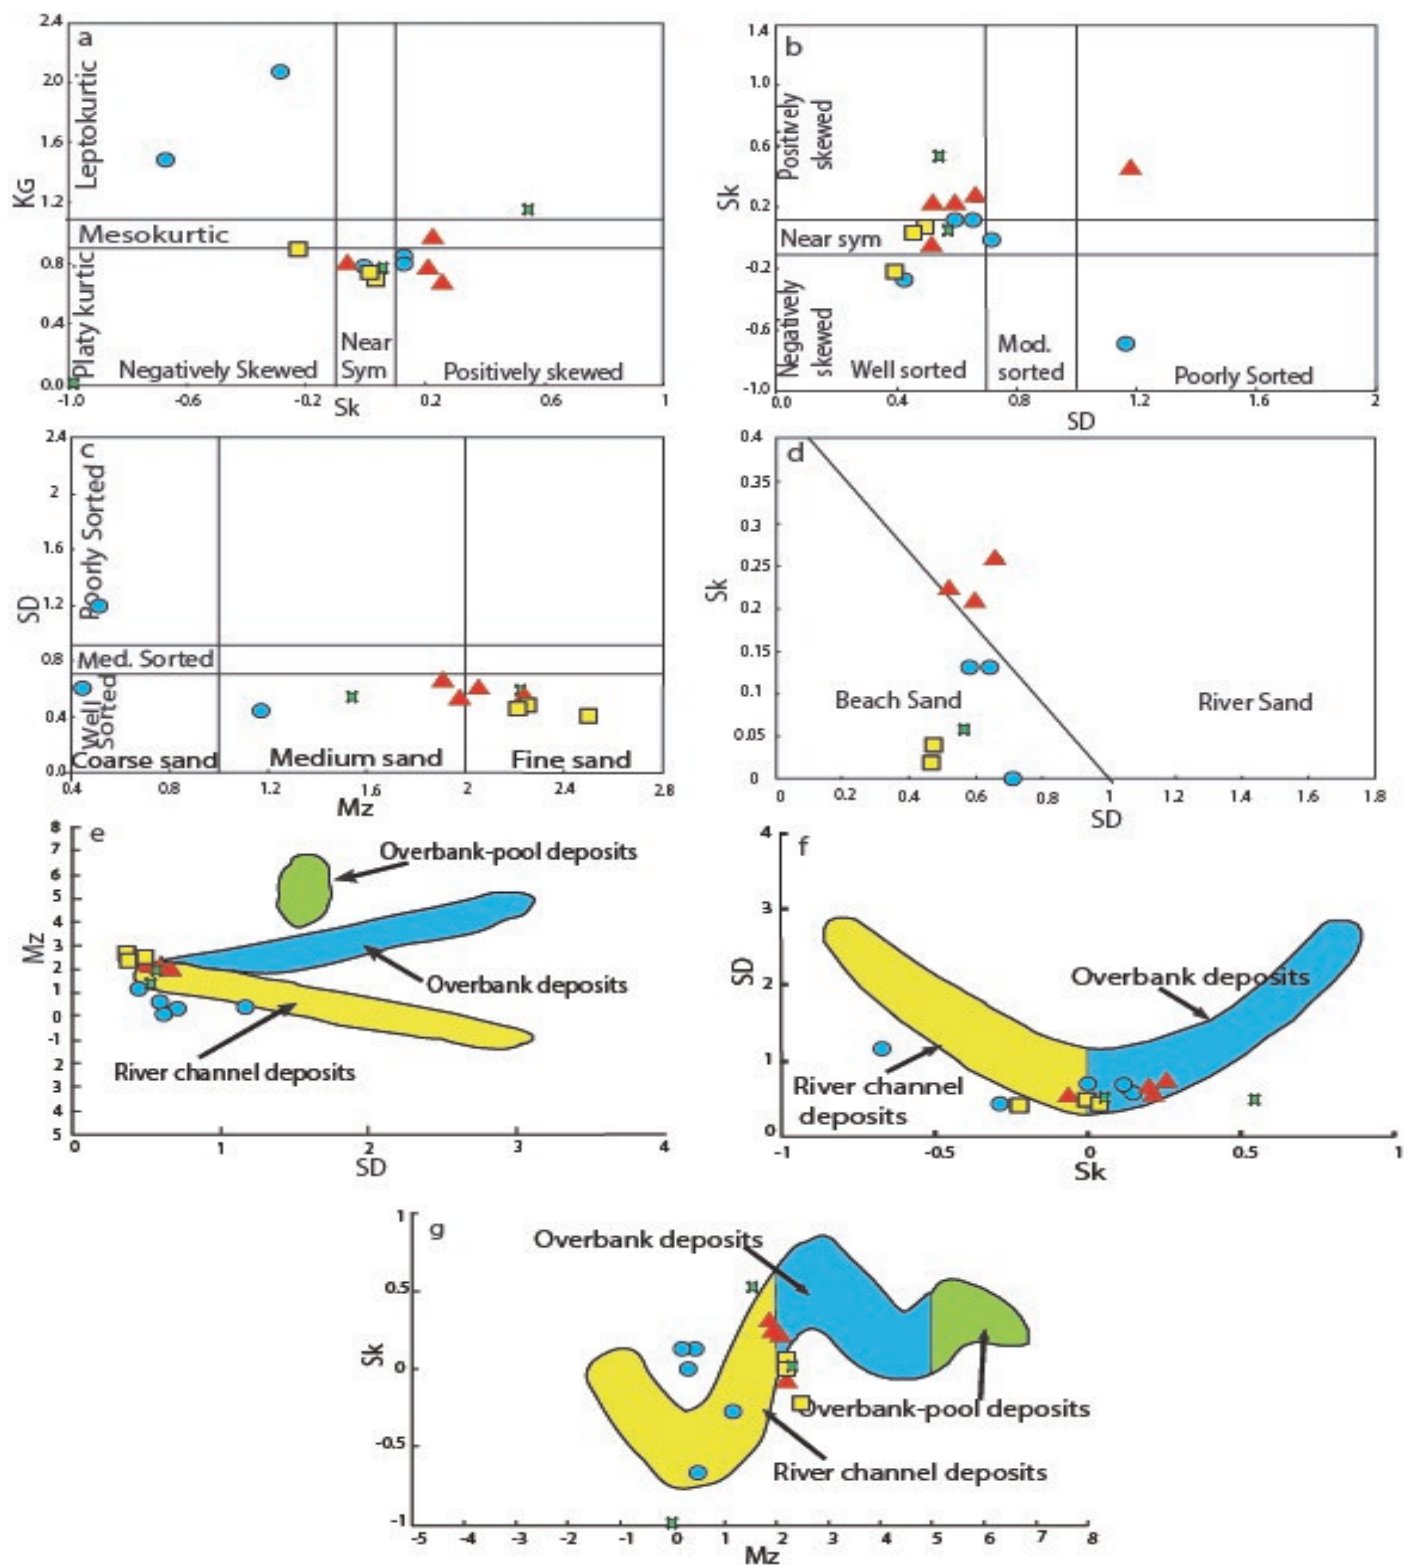 a
KG
2.4
2.0
1.6
1.2
0.8
0.4
0.0
Leptokurtic
Mesokurtic
Platy kurtic
Negatively Skewed
Near
Sym
Positively skewed
-1.0
-0.6
-0.2
0.2
0.6
1
Sk
b
Sk
1.4
1.0
0.6
0.2
-0.2
-0.6
-1.0
Positively
skewed
Near sym
Negatively
skewed
Well sorted
Mod.
sorted
Poorly Sorted
0.0
0.4
0.8
1.2
1.6
2
SD
c
SD
2.4
2
1.6
1.2
0.8
0.4
0.0
Poorly Sorted
Med. Sorted
Well
Sorted
Coarse sand
Medium sand
Fine sand
0.4
1.2
1.6
2
2.4
2.8
Mz
d
Sk
0.4
0.35
0.3
0.25
0.2
0.15
0.1
0.05
0
Beach Sand
River Sand
0
0.2
0.4
0.6
0.8
1
1.2
1.4
1.6
1.8
SD
e
Mz
8
7
6
5
4
3
2
1
0
-1
2
3
4
5
Overbank-pool deposits
Overbank deposits
River channel deposits
0
1
2
3
4
SD
f
SD
4
3
2
1
0
Overbank deposits
River channel
deposits
-1
-0.5
0
0.5
1
Sk
g
Sk
1
0.5
0
-0.5
-1
Overbank deposits
Overbank-pool deposits
River channel deposits
-5
-4
-3
-2
-1
0
1
2
3
4
5
6
7
8
Mz